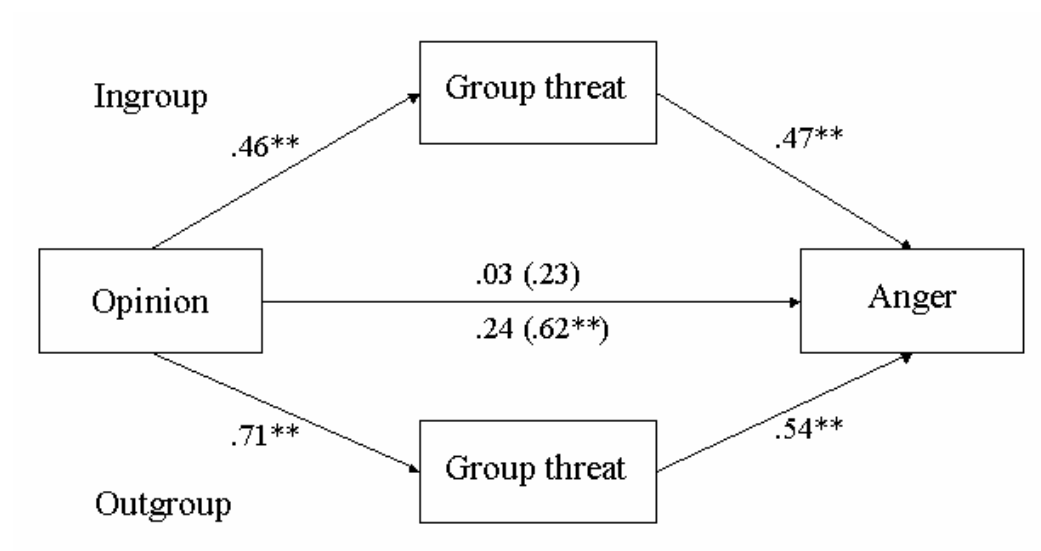 Ingroup
Group threat
.46**
.47**
Opinion
.03 (.23)
.24 (.62**)
Anger
.71**
.54**
Group threat
Outgroup